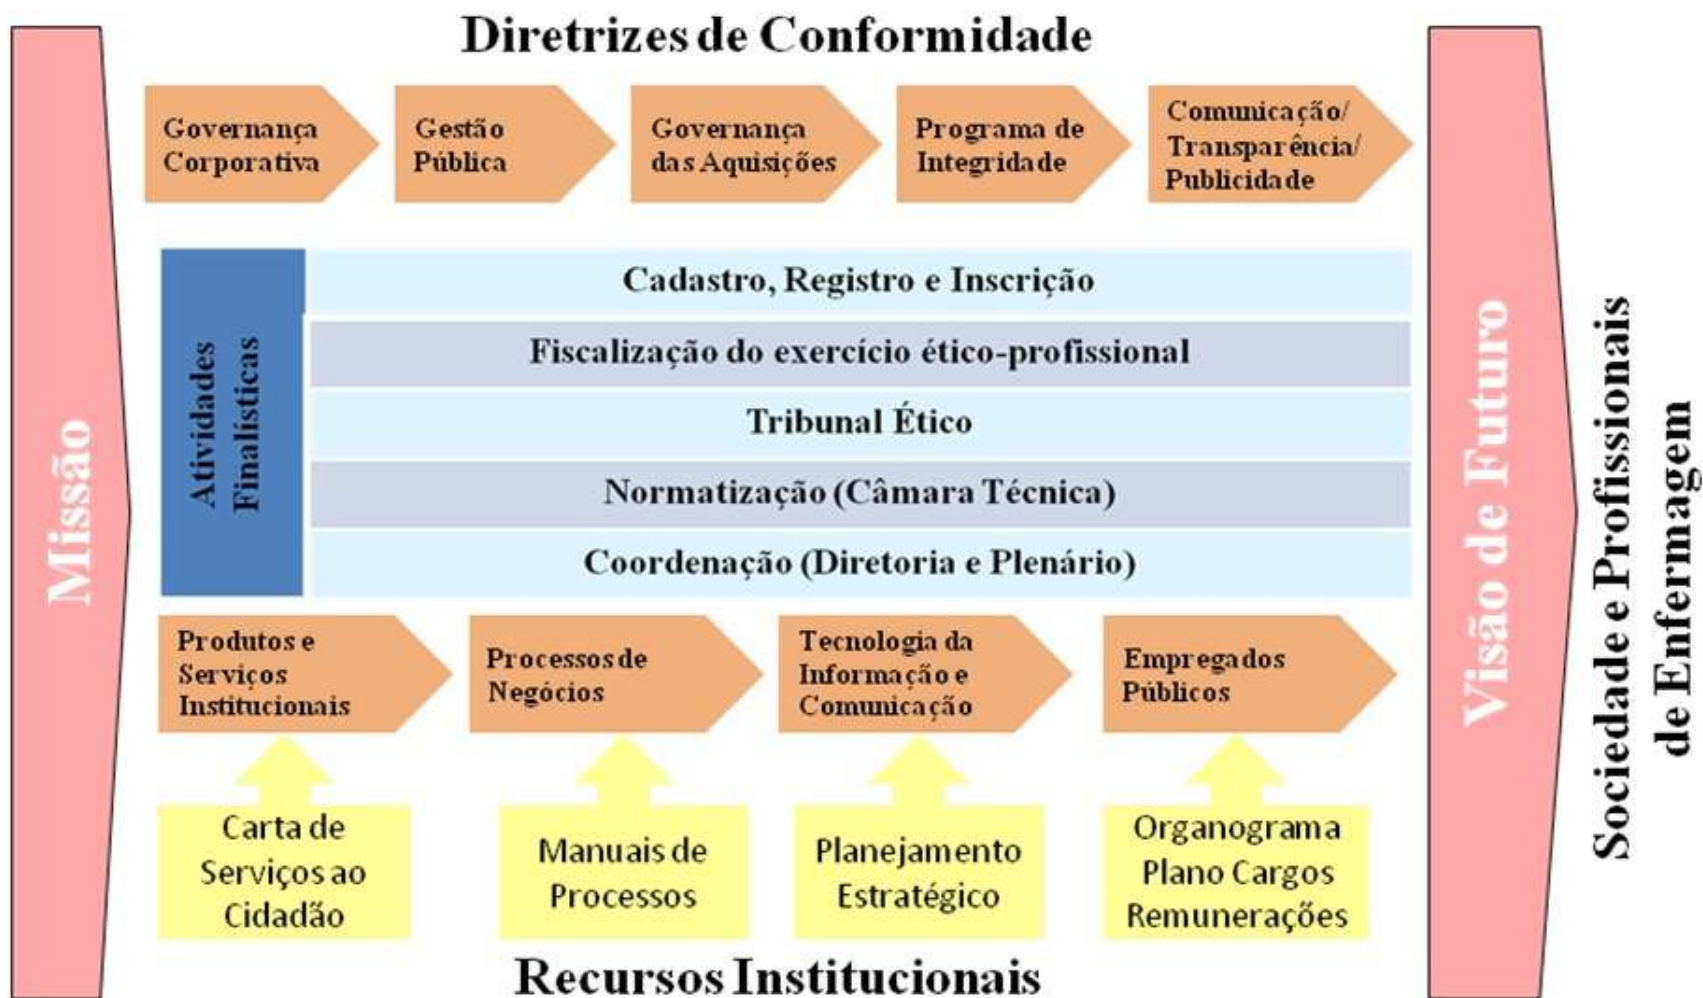 Diretrizes de Conformidade
Governança
Corporativa
Gestão
Pública
Governança
das Aquisições
Programa de
Integridade
Comunicação/
Transparência/
Publicidade
Missão
Atividades
Finalísticas
Cadastro, Registro e Inscrição
Fiscalização do exercício ético-profissional
Tribunal Ético
Normatização (Câmara Técnica)
Coordenação (Diretoria e Plenário)
Visão de Futuro
Sociedade e Profissionais
de Enfermagem
Produtos e
Serviços
Institucionais
Processos de
Negócios
Tecnologia da
Informação e
Comunicação
Empregados
Públicos
Carta de
Serviços ao
Cidadão
Manuais de
Processos
Planejamento
Estratégico
Organograma
Plano Cargos
Remunerações
Recursos Institucionais